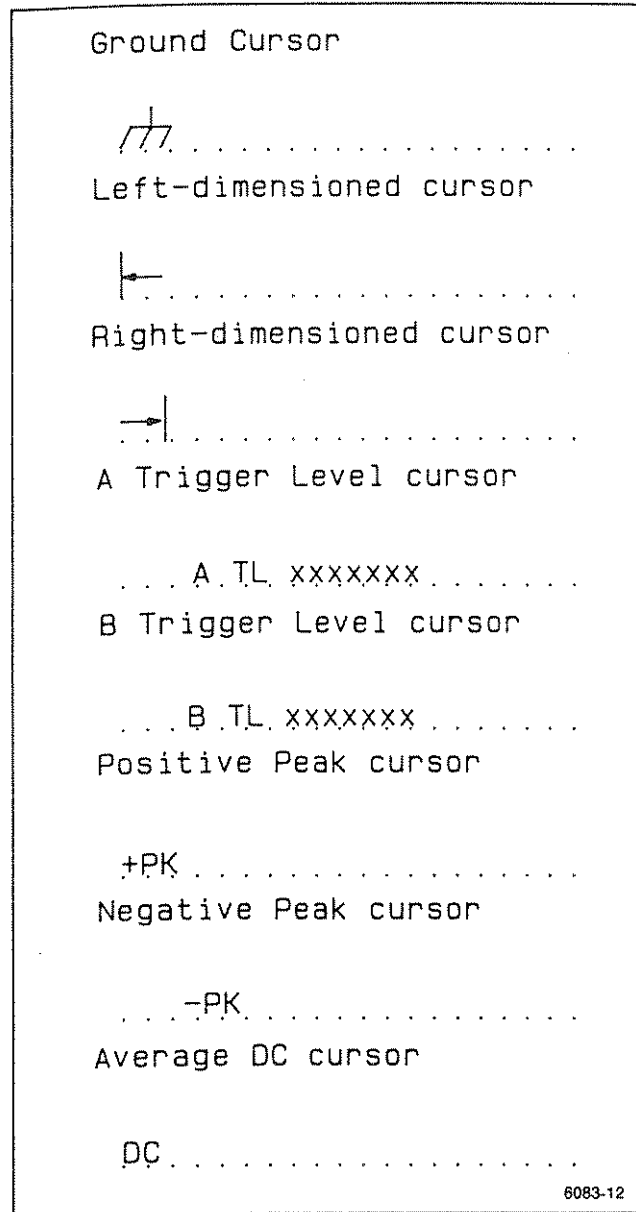 Ground Cursor
Left-dimensioned cursor
Right-dimensioned cursor
A Trigger Level cursor
. . . A TL XXXXXXX . . . . . . .
B Trigger Level cursor
. . . B TL XXXXXXX . . . . . . .
Positive Peak cursor
+PK . . . . . . . . . . . . . . . .
Negative Peak cursor
. . . -PK . . . . . . . . . . . . . .
Average DC cursor
DC . . . . . . . . . . . . . . . . .
6083-12